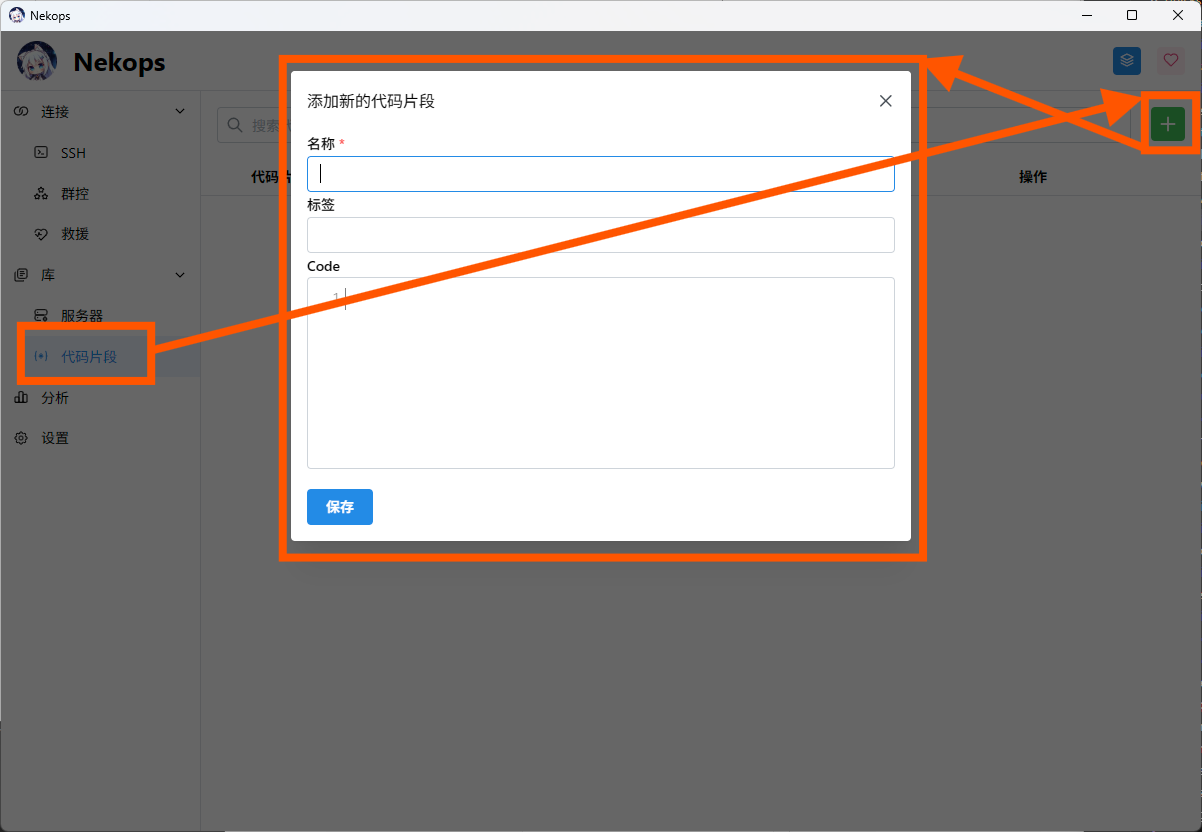 Nekops
Nekops
连接
SSH
群控
救援
库
服务器
代码片段
分析
设置
搜索
代码片
操作
添加新的代码片段
名称 *
标签
Code
1
保存